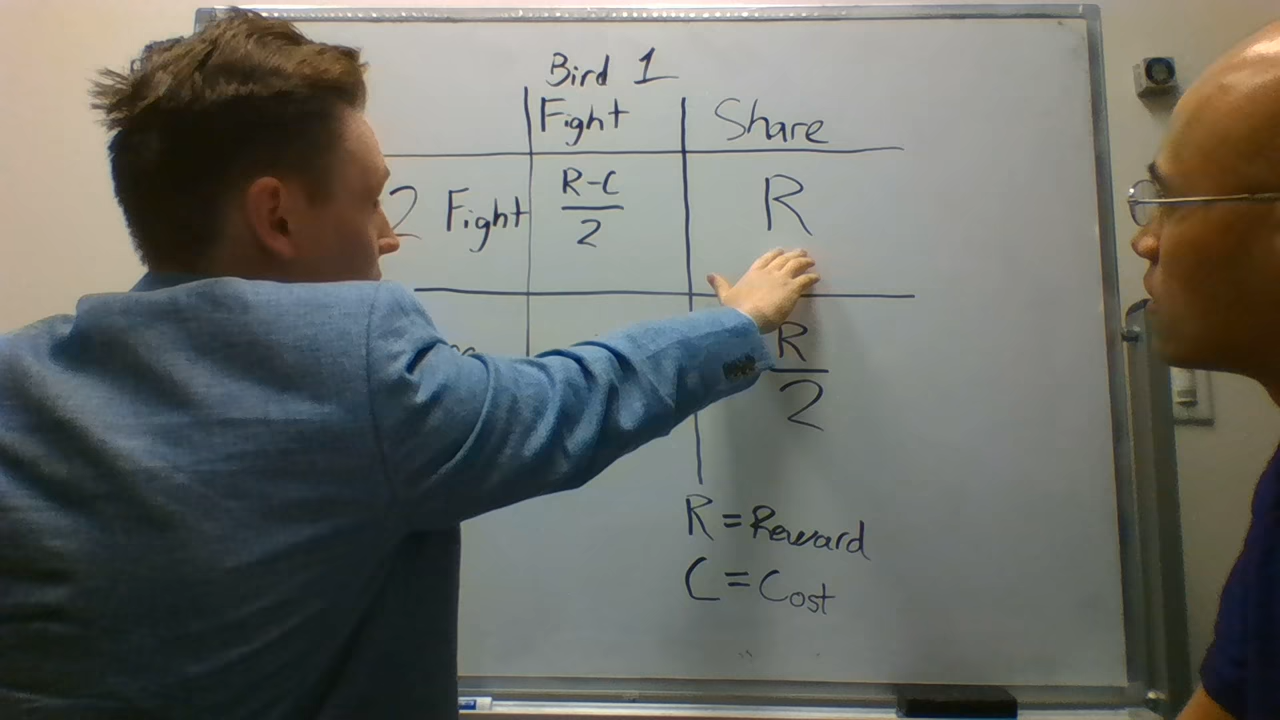 Bird 1
Fight Share
2 Fight R-C R
2
R
2
R = Reward
C = Cost